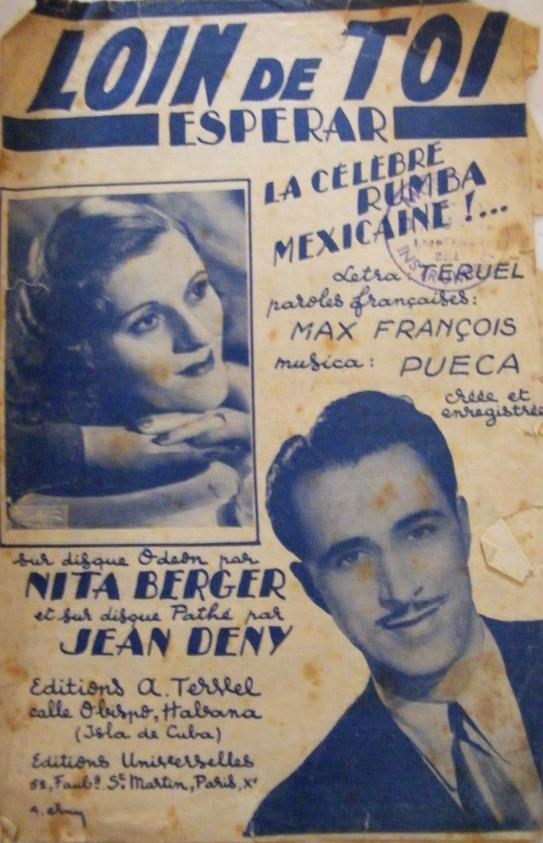 LOIN DE TOI
ESPERAR
LA CÉLÈBRE
RUMBA
MEXICAINE !...
Letra : TERUEL
paroles françaises :
MAX FRANÇOIS
musica : PUECA
créée et
enregistrée
sur disque Odeon par
NITA BERGER
et sur disque Pathé par
JEAN DENY
Editions A.
calle Obispo, Habana
(Isla de Cuba)
Editions Universelles
52, Faubg. St. Martin, Paris, Xe